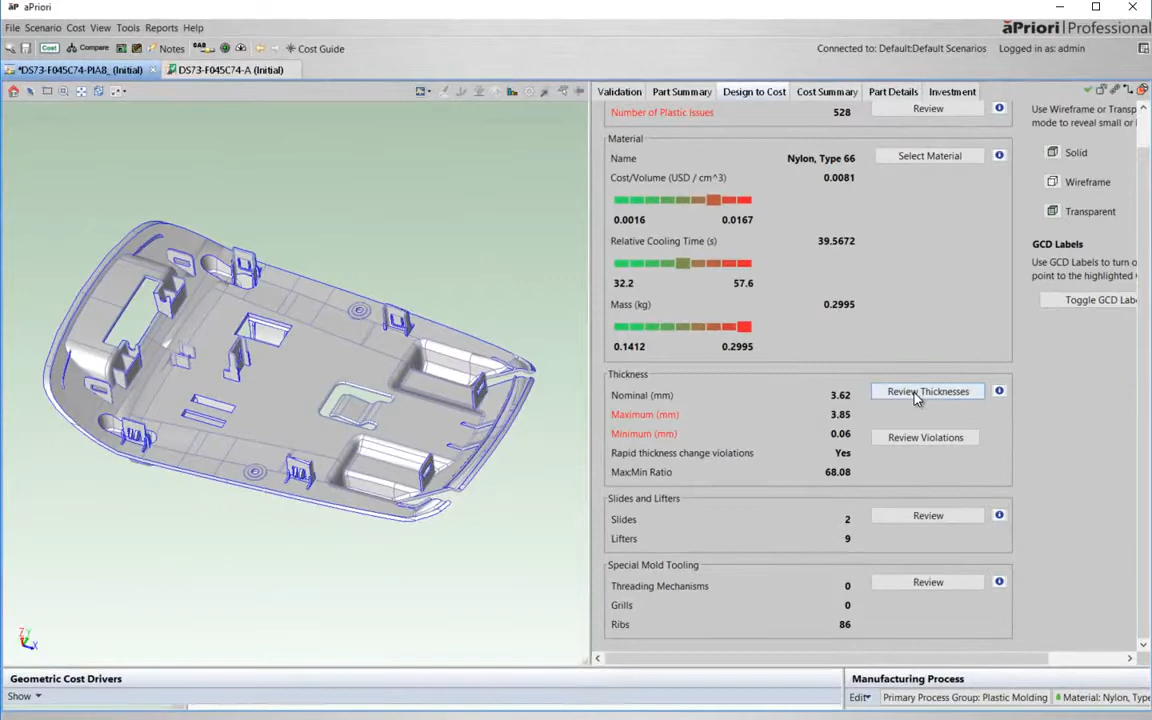 aP aPriori
File Scenario Cost View Tools Reports Help
aPriori | Professional
Cost Compare Notes CAD Cost Guide
Connected to: Default:Default Scenarios Logged in as: admin
*DS73-F045C74-PIA8_ (Initial) DS73-F045C74-A (Initial)
Validation Part Summary Design to Cost Cost Summary Part Details Investment
Number of Plastic Issues 528 Review
Use Wireframe or Transp
mode to reveal small or i
Material
Name Nylon, Type 66 Select Material
Solid
Cost/Volume (USD / cm^3) 0.0081
Wireframe
0.0016 0.0167
Transparent
Relative Cooling Time (s) 39.5672
GCD Labels
Use GCD Labels to turn o
point to the highlighted
32.2 57.6
Toggle GCD Labe
Mass (kg) 0.2995
0.1412 0.2995
Thickness
Nominal (mm) 3.62 Review Thicknesses
Maximum (mm) 3.85
Minimum (mm) 0.06 Review Violations
Rapid thickness change violations Yes
MaxMin Ratio 68.08
Slides and Lifters
Slides 2 Review
Lifters 9
Special Mold Tooling
Threading Mechanisms 0 Review
Grills 0
Ribs 86
Z Y X
Geometric Cost Drivers
Manufacturing Process
Show
Edit Primary Process Group: Plastic Molding Material: Nylon, Type